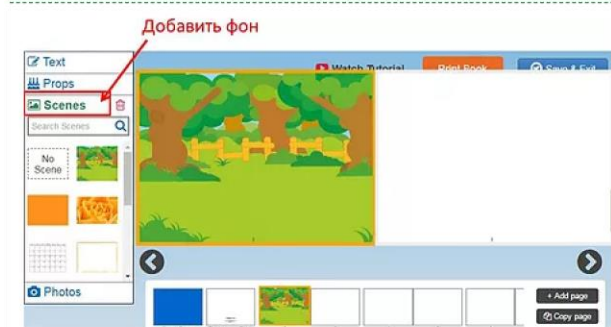 Добавить фон
Text
Watch Tutorial
Print Book
Save & Exit
Props
Scenes
Search Scenes
No
Scene
Photos
+ Add page
Copy page